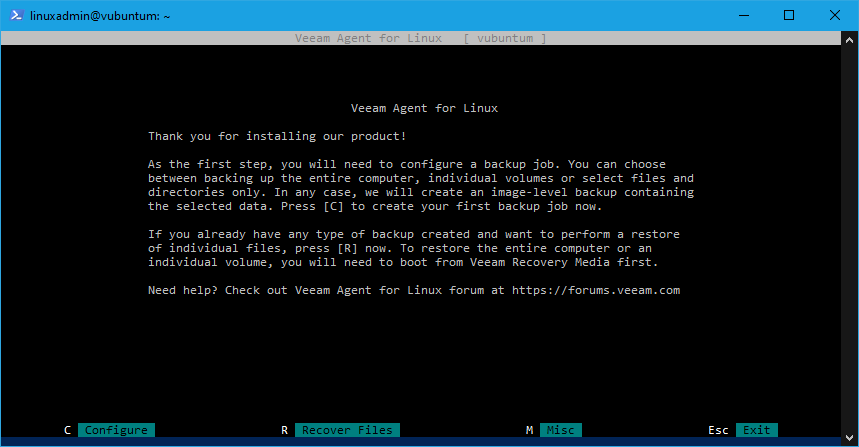 linuxadmin@vubuntum: ~
Veeam Agent for Linux [ vubuntum ]
Veeam Agent for Linux
Thank you for installing our product!
As the first step, you will need to configure a backup job. You can choose
between backing up the entire computer, individual volumes or select files and
directories only. In any case, we will create an image-level backup containing
the selected data. Press [C] to create your first backup job now.
If you already have any type of backup created and want to perform a restore
of individual files, press [R] now. To restore the entire computer or an
individual volume, you will need to boot from Veeam Recovery Media first.
Need help? Check out Veeam Agent for Linux forum at https://forums.veeam.com
C Configure R Recover Files M Misc Esc Exit